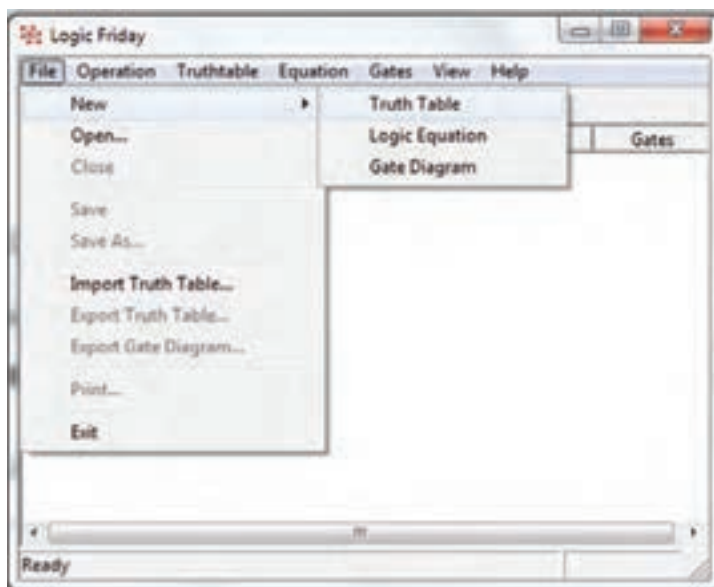 Logic Friday
File Operation Truthtable Equation Gates View Help
New
Truth Table
Open...
Logic Equation
Gates
Close
Gate Diagram
Save
Save As...
Import Truth Table...
Export Truth Table...
Export Gate Diagram...
Print...
Exit
Ready